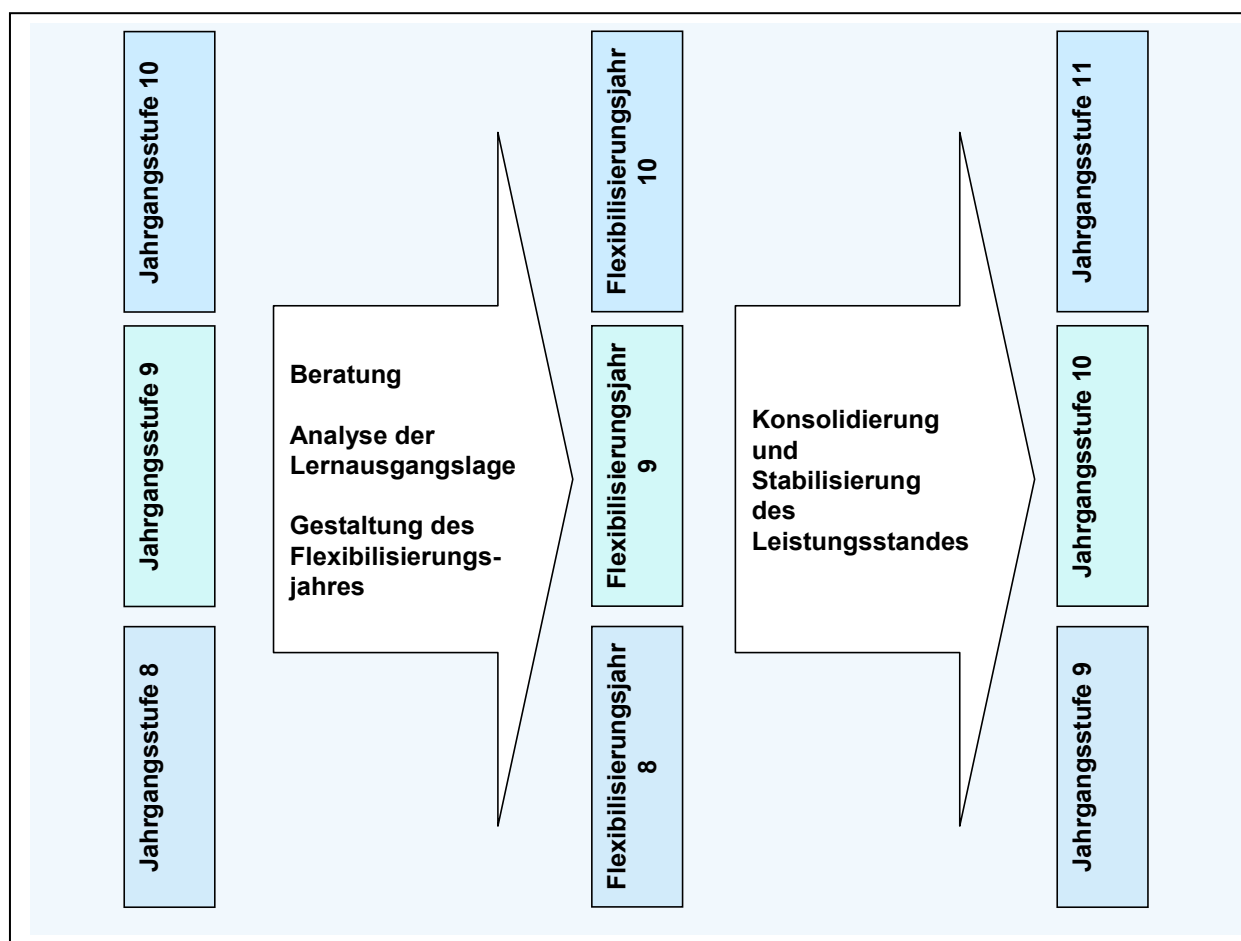 Jahrgangsstufe 10
Jahrgangsstufe 9
Jahrgangsstufe 8
Beratung
Analyse der
Lernausgangslage
Gestaltung des
Flexibilisierungs-
jahres
Flexibilisierungsjahr
10
Flexibilisierungsjahr
9
Flexibilisierungsjahr
8
Konsolidierung
und
Stabilisierung
des
Leistungsstandes
Jahrgangsstufe 11
Jahrgangsstufe 10
Jahrgangsstufe 9